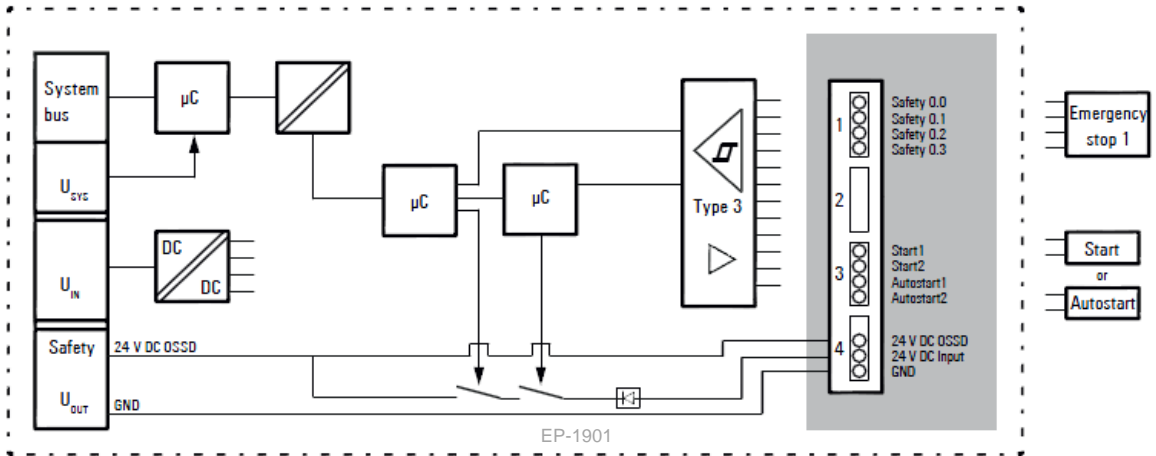 System
bus
U SYS
U IN
Safety
U OUT
µC
DC
DC
24 V DC OSSD
GND
µC
µC
Type 3
1
2
3
4
Safety 0.0
Safety 0.1
Safety 0.2
Safety 0.3
Start1
Start2
Autostart1
Autostart2
24 V DC OSSD
24 V DC Input
GND
Emergency
stop 1
Start
or
Autostart
EP-1901